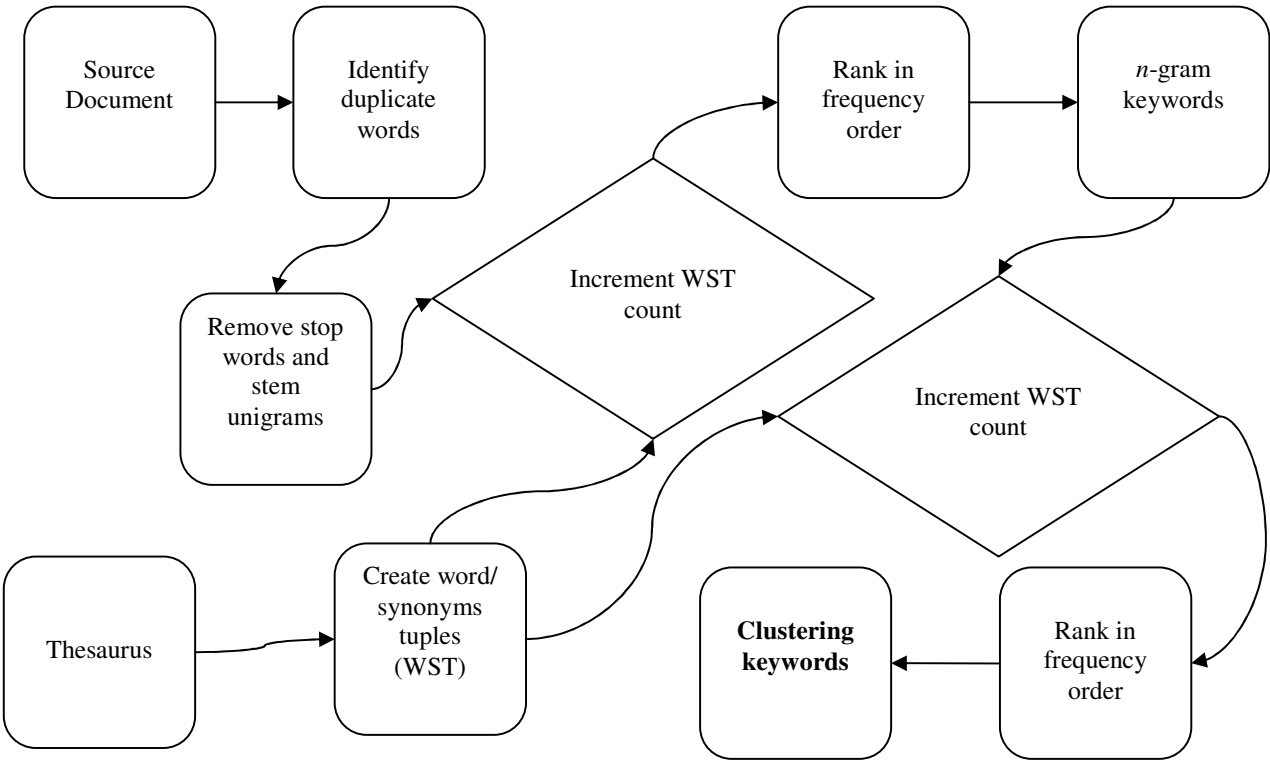 Source
Document
Identify
duplicate
words
Rank in
frequency
order
n-gram
keywords
Remove stop
words and
stem
unigrams
Increment WST
count
Increment WST
count
Thesaurus
Create word/
synonyms
tuples
(WST)
Clustering
keywords
Rank in
frequency
order